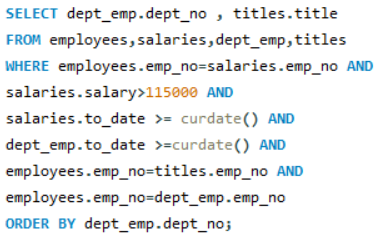 SELECT dept_emp.dept_no , titles.title
FROM employees,salaries,dept_emp,titles
WHERE employees.emp_no=salaries.emp_no AND
salaries.salary>115000 AND
salaries.to_date >= curdate() AND
dept_emp.to_date >=curdate() AND
employees.emp_no=titles.emp_no AND
employees.emp_no=dept_emp.emp_no
ORDER BY dept_emp.dept_no;